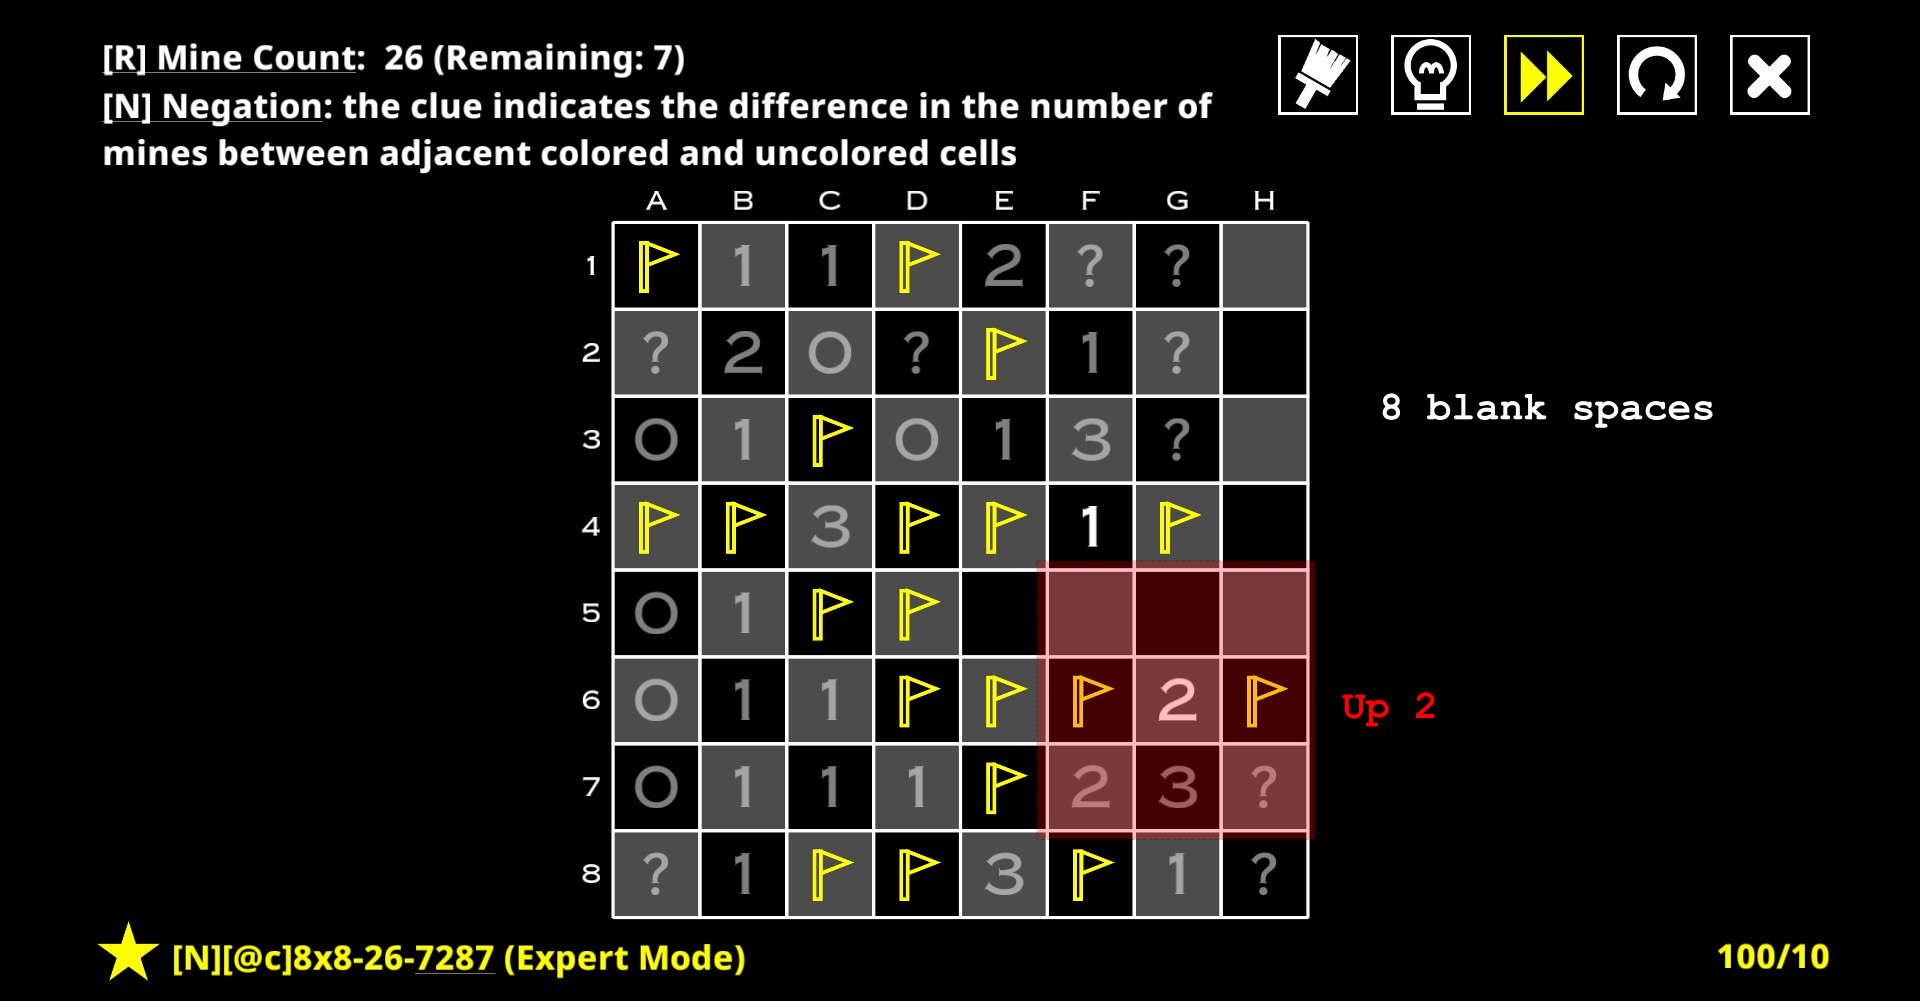 [R] Mine Count: 26 (Remaining: 7)
[N] Negation: the clue indicates the difference in the number of
mines between adjacent colored and uncolored cells
A B C D E F G H
1 1 1 2 ? ?
2 ? 2 0 ? 1 ?
8 blank spaces
3 0 1 0 1 3 ?
4 3 1
5 0 1
6 0 1 1 2
Up 2
7 0 1 1 1 2 3 ?
8 ? 1 3 1 ?
[N][@c]8x8-26-7287 (Expert Mode)
100/10